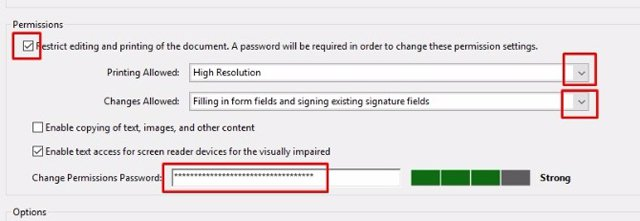 Permissions
Restrict editing and printing of the document. A password will be required in order to change these permission settings.
Printing Allowed: High Resolution
Changes Allowed: Filling in form fields and signing existing signature fields
Enable copying of text, images, and other content
Enable text access for screen reader devices for the visually impaired
Change Permissions Password: ************************************ Strong
Options